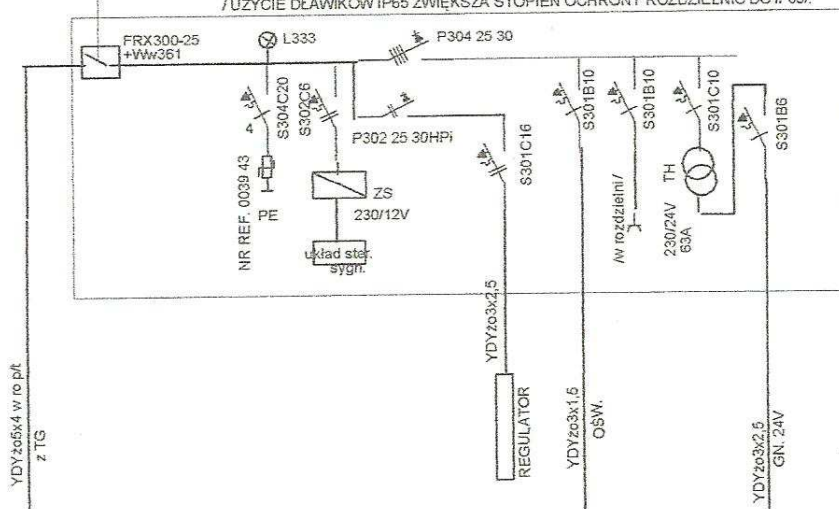 / UŻYCIE DŁAWIKÓW IP65 ZWIĘKSZA STOPIEŃ OCHRONY ROZDZIELNIC DO IP65/.
FRX300-25
+Ww361
L333
P304 25 30
4
S304C20
S302C6
P302 25 30HPi
S301C16
S301B10
S301B10
S301C10
S301B6
NR REF. 0039 43
PE
ZS
230/12V
układ ster.
sygn.
/w rozdzielni/
TH
230/24V
63A
YDYżo5x4 w ro p/t
z TG
YDYżo3x2,5
REGULATOR
YDYżo3x1,5
OŚW.
YDYżo3x2,5
GN. 24V